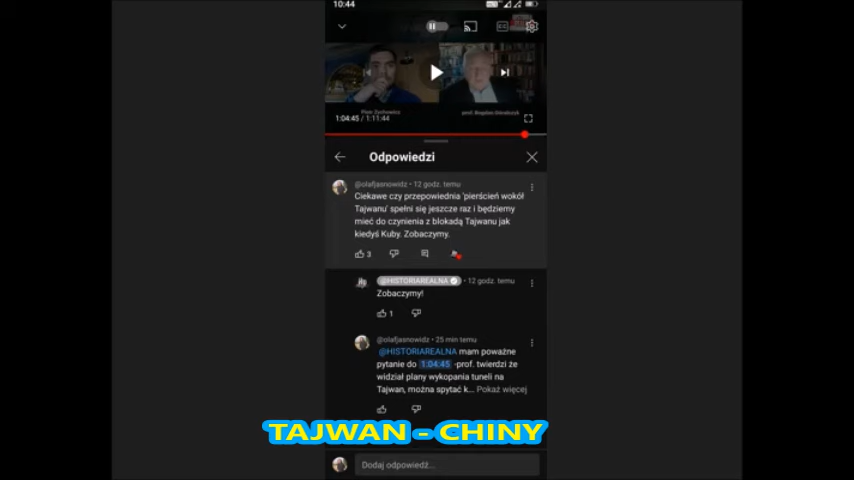 10:44
Piotr Zychowicz
prof. Bogdan Góralczyk
1:04:45 / 1:11:44
Odpowiedzi
@olafjasnowidz • 12 godz. temu
Ciekawe czy przepowiednia 'pierścień wokół
Tajwanu' spełni się jeszcze raz i będziemy
mieć do czynienia z blokadą Tajwanu jak
kiedyś Kuby. Zobaczymy.
3
@HISTORIAREALNA • 12 godz. temu
Zobaczymy!
1
@olafjasnowidz • 25 min temu
@HISTORIAREALNA mam poważne
pytanie do 1:04:45 -prof. twierdzi że
widział plany wykopania tuneli na
Tajwan, można spytać k... Pokaż więcej
TAJWAN - CHINY
Dodaj odpowiedź...